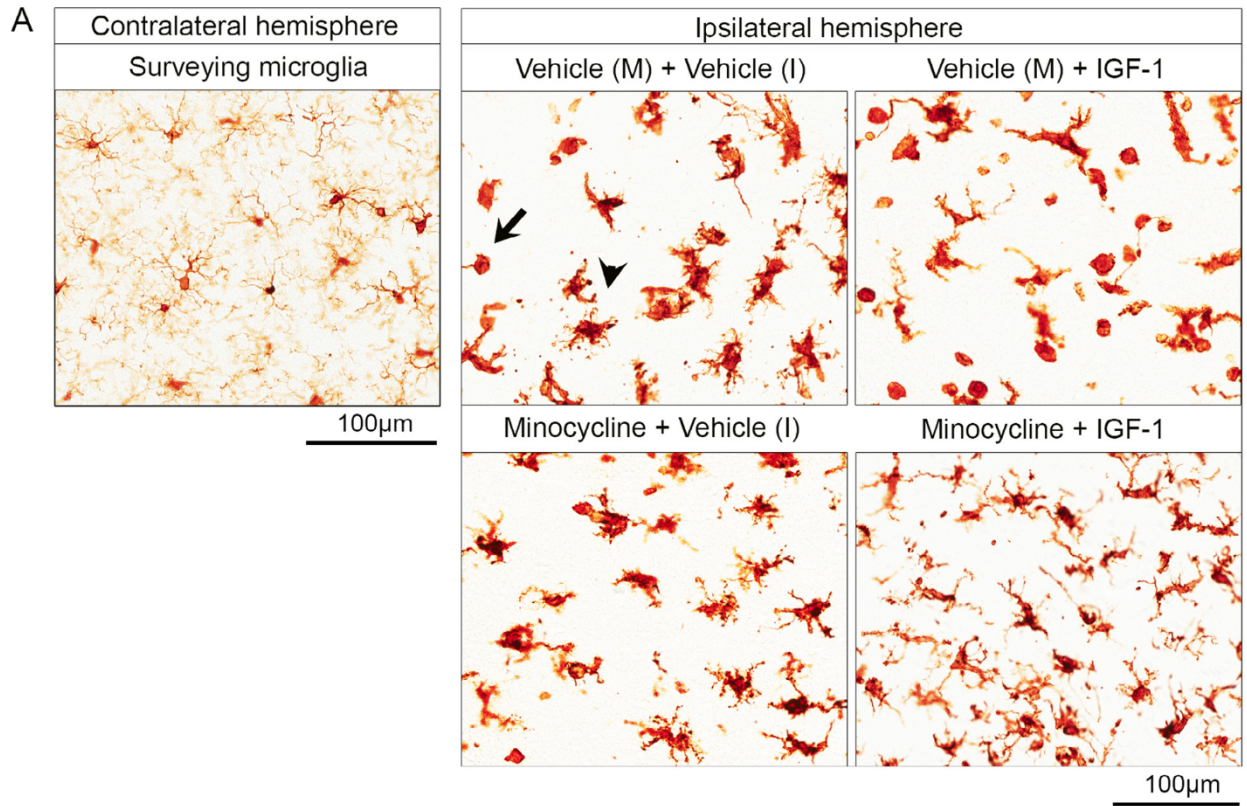 A
Contralateral hemisphere
Surveying microglia
Ipsilateral hemisphere
Vehicle (M) + Vehicle (I)
Vehicle (M) + IGF-1
100µm
Minocycline + Vehicle (I)
Minocycline + IGF-1
100µm